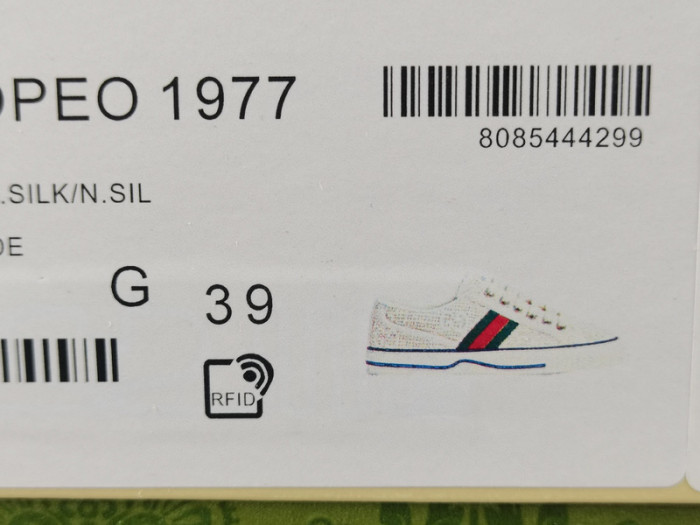 OPEO 1977
8085444299
.SILK/N.SIL
DE
G 39
RFID